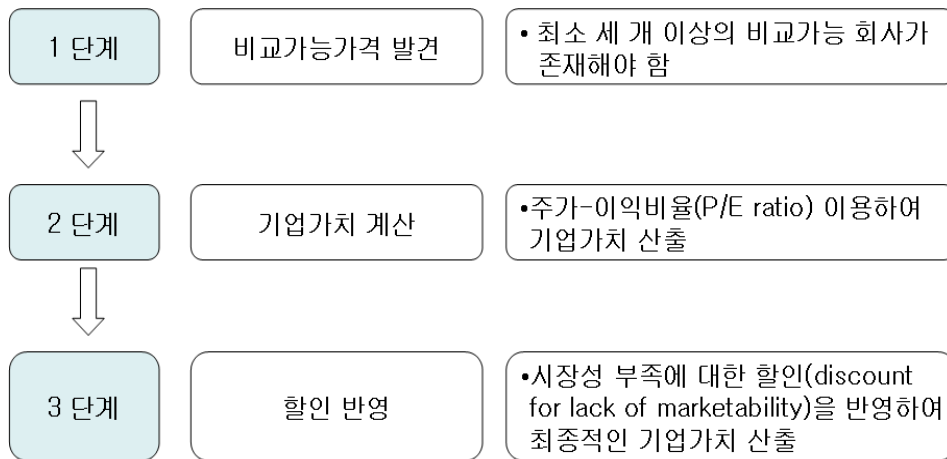 1 단계
비교가능가격 발견
• 최소 세 개 이상의 비교가능 회사가
존재해야 함
2 단계
기업가치 계산
•주가-이익비율(P/E ratio) 이용하여
기업가치 산출
3 단계
할인 반영
•시장성 부족에 대한 할인(discount
for lack of marketability)을 반영하여
최종적인 기업가치 산출